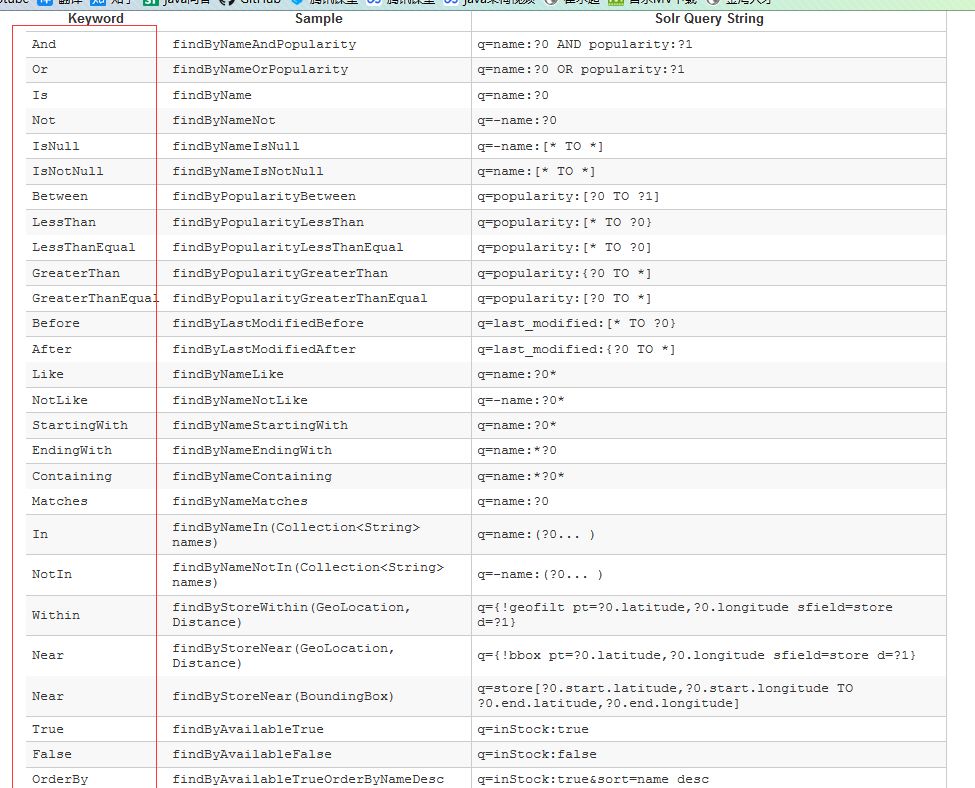 Keyword Sample Solr Query String
And findByNameAndPopularity q=name:?0 AND popularity:?1
Or findByNameOrPopularity q=name:?0 OR popularity:?1
Is findByName q=name:?0
Not findByNameNot q=-name:?0
IsNull findByNameIsNull q=-name:[* TO *]
IsNotNull findByNameIsNotNull q=name:[* TO *]
Between findByPopularityBetween q=popularity:[?0 TO ?1]
LessThan findByPopularityLessThan q=popularity:[* TO ?0}
LessThanEqual findByPopularityLessThanEqual q=popularity:[* TO ?0]
GreaterThan findByPopularityGreaterThan q=popularity:{?0 TO *]
GreaterThanEqual findByPopularityGreaterThanEqual q=popularity:[?0 TO *]
Before findByLastModifiedBefore q=last_modified:[* TO ?0}
After findByLastModifiedAfter q=last_modified:{?0 TO *]
Like findByNameLike q=name:?0*
NotLike findByNameNotLike q=-name:?0*
StartingWith findByNameStartingWith q=name:?0*
EndingWith findByNameEndingWith q=name:*?0
Containing findByNameContaining q=name:*?0*
Matches findByNameMatches q=name:?0
In findByNameIn(Collection<String> names) q=name:(?0... )
NotIn findByNameNotIn(Collection<String> names) q=-name:(?0... )
Within findByStoreWithin(GeoLocation, Distance) q={!geofilt pt=?0.latitude,?0.longitude sfield=store d=?1}
Near findByStoreNear(GeoLocation, Distance) q={!bbox pt=?0.latitude,?0.longitude sfield=store d=?1}
Near findByStoreNear(BoundingBox) q=store[?0.start.latitude,?0.start.longitude TO ?0.end.latitude,?0.end.longitude]
True findByAvailableTrue q=inStock:true
False findByAvailableFalse q=inStock:false
OrderBy findByAvailableTrueOrderByNameDesc q=inStock:true&sort=name desc